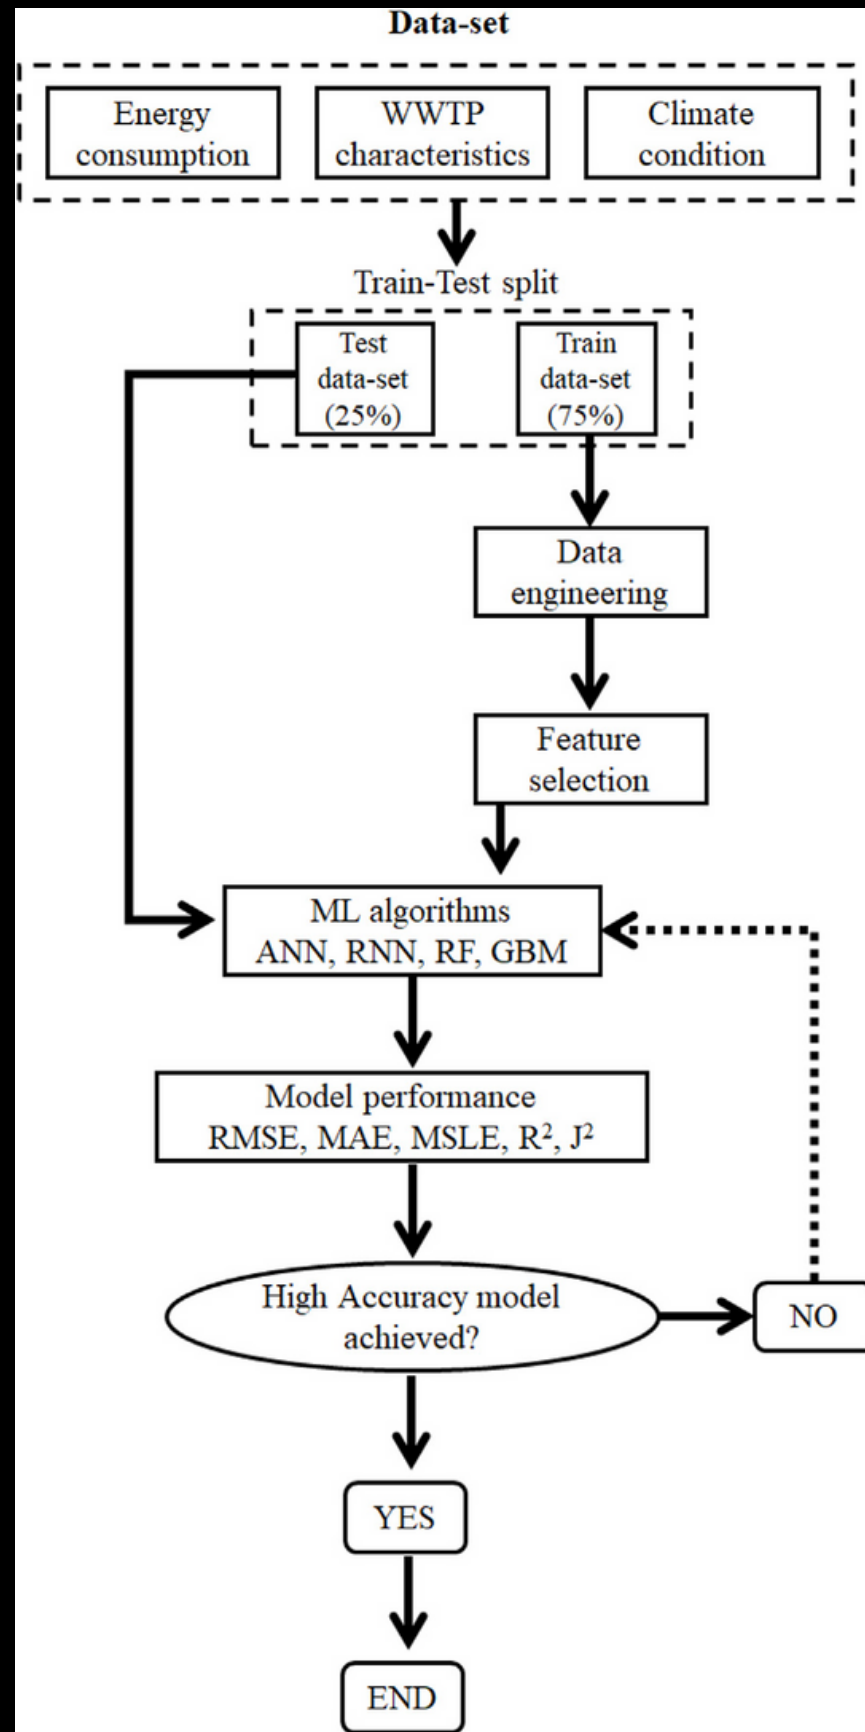 Data-set
Energy
consumption
WWTP
characteristics
Climate
condition
Train-Test split
Test
data-set
(25%)
Train
data-set
(75%)
Data
engineering
Feature
selection
ML algorithms
ANN, RNN, RF, GBM
Model performance
RMSE, MAE, MSLE, R², J²
High Accuracy model
achieved?
NO
YES
END